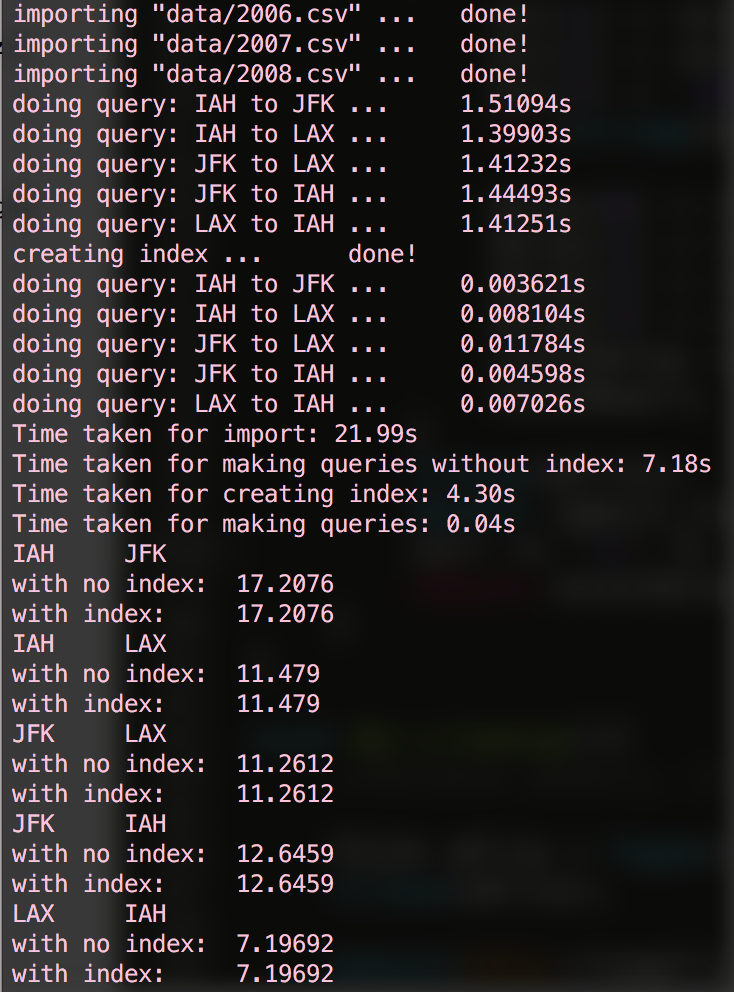 importing "data/2006.csv" ... done!
importing "data/2007.csv" ... done!
importing "data/2008.csv" ... done!
doing query: IAH to JFK ... 1.51094s
doing query: IAH to LAX ... 1.39903s
doing query: JFK to LAX ... 1.41232s
doing query: JFK to IAH ... 1.44493s
doing query: LAX to IAH ... 1.41251s
creating index ... done!
doing query: IAH to JFK ... 0.003621s
doing query: IAH to LAX ... 0.008104s
doing query: JFK to LAX ... 0.011784s
doing query: JFK to IAH ... 0.004598s
doing query: LAX to IAH ... 0.007026s
Time taken for import: 21.99s
Time taken for making queries without index: 7.18s
Time taken for creating index: 4.30s
Time taken for making queries: 0.04s
IAH JFK
with no index: 17.2076
with index: 17.2076
IAH LAX
with no index: 11.479
with index: 11.479
JFK LAX
with no index: 11.2612
with index: 11.2612
JFK IAH
with no index: 12.6459
with index: 12.6459
LAX IAH
with no index: 7.19692
with index: 7.19692